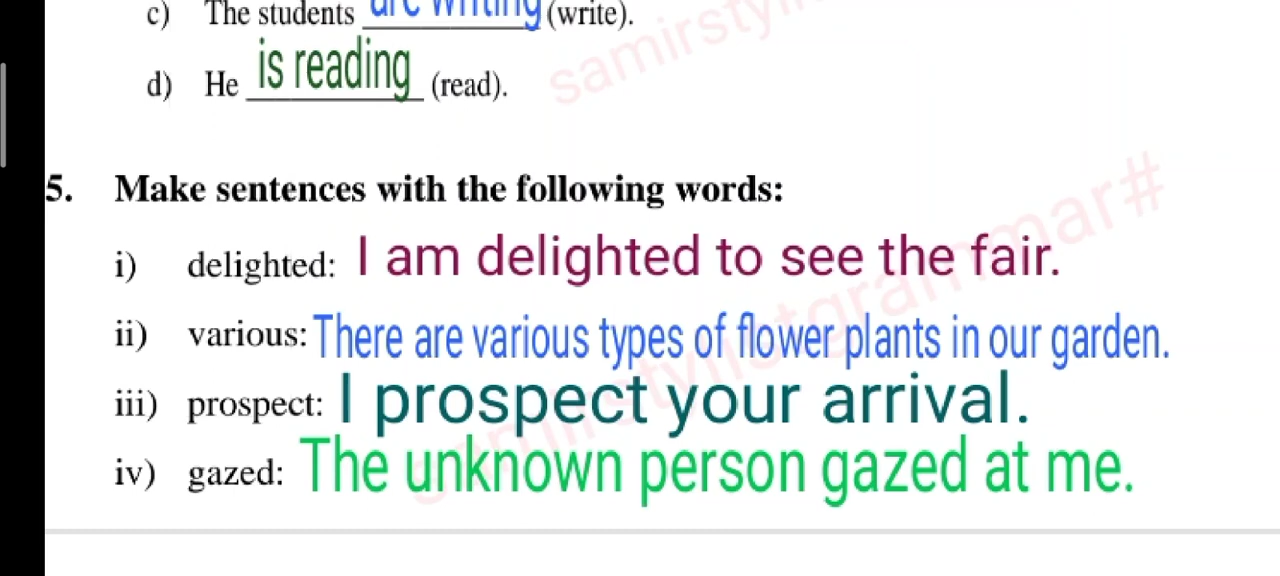 c) The students are writing (write).
d) He is reading (read).
5. Make sentences with the following words:
i) delighted: I am delighted to see the fair.
ii) various: There are various types of flower plants in our garden.
iii) prospect: I prospect your arrival.
iv) gazed: The unknown person gazed at me.